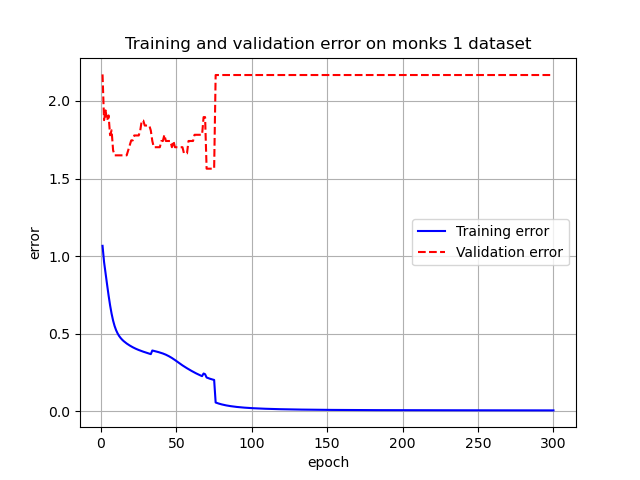 Training and validation error on monks 1 dataset
2.0
1.5
1.0
0.5
0.0
error
Training error
Validation error
0
50
100
150
200
250
300
epoch